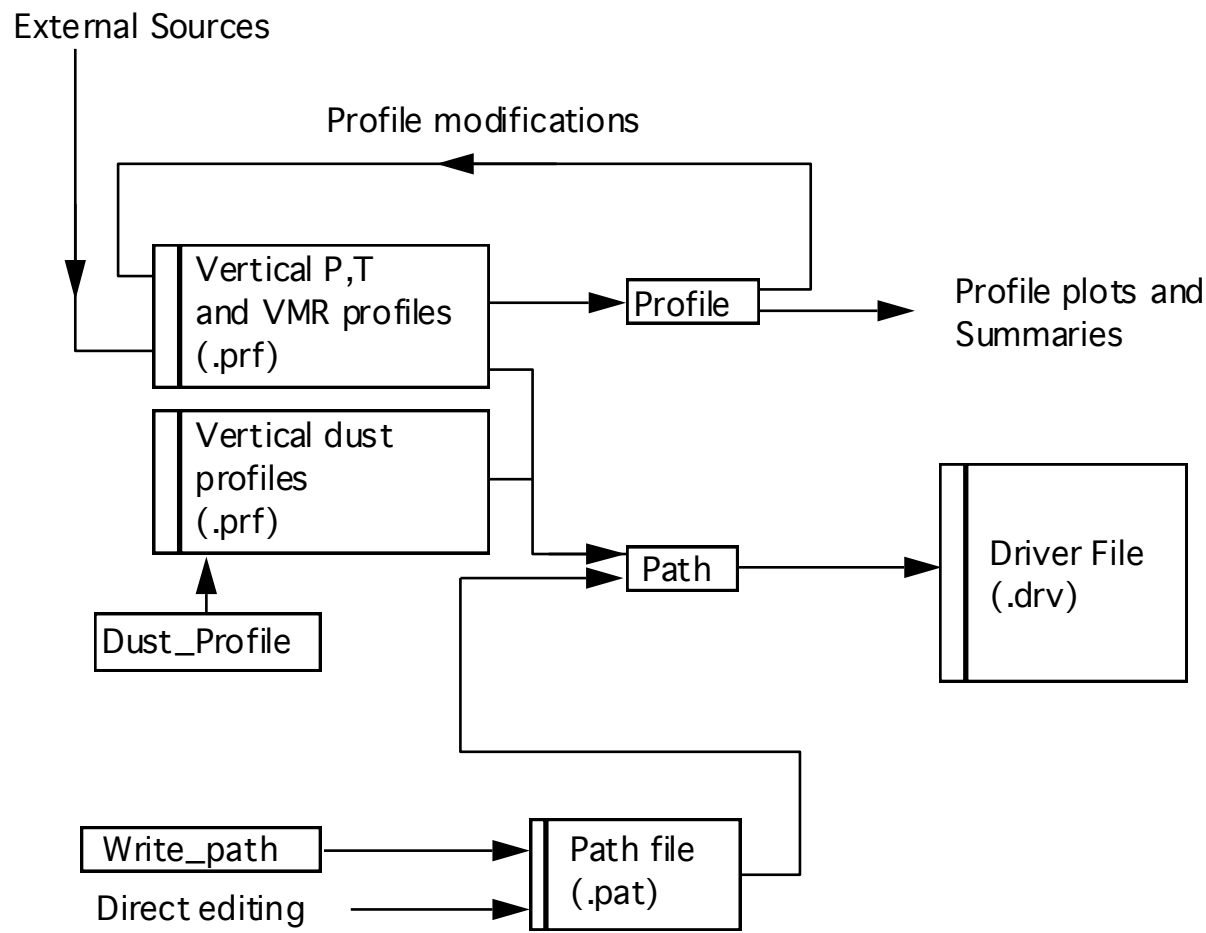 External Sources
Profile modifications
Vertical P,T
and VMR profiles
(.prf)
Profile
Profile plots and
Summaries
Vertical dust
profiles
(.prf)
Path
Driver File
(.drv)
Dust_Profile
Write_path
Direct editing
Path file
(.pat)